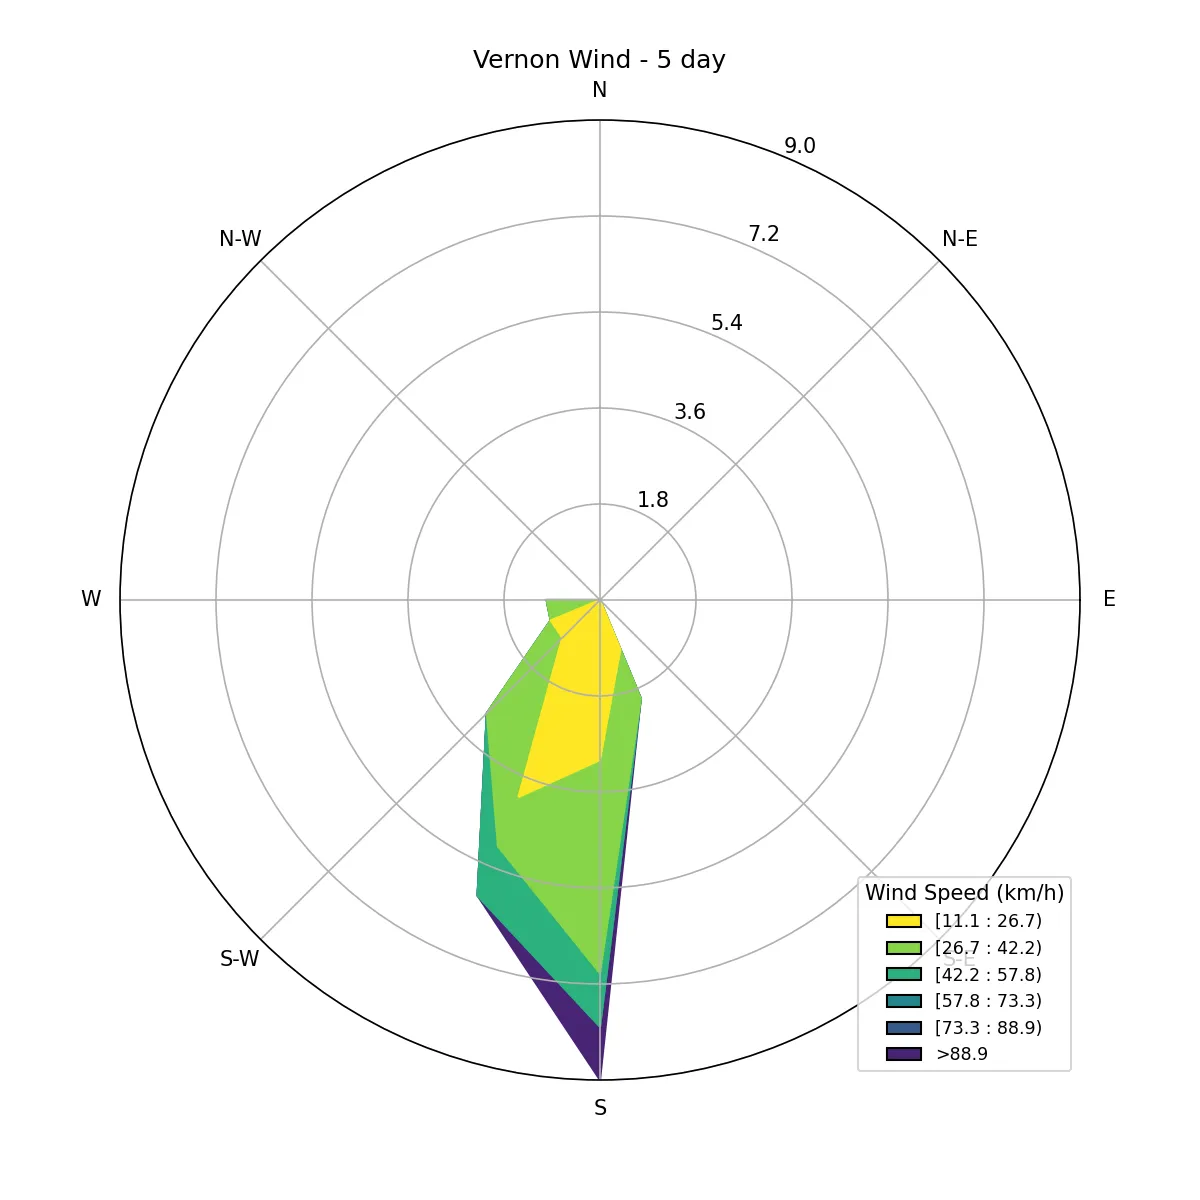 Vernon Wind - 5 day
N
9.0
N-W
7.2
N-E
5.4
3.6
1.8
W
E
Wind Speed (km/h)
[11.1 : 26.7)
[26.7 : 42.2)
S-W
S-E
[42.2 : 57.8)
[57.8 : 73.3)
[73.3 : 88.9)
>88.9
S